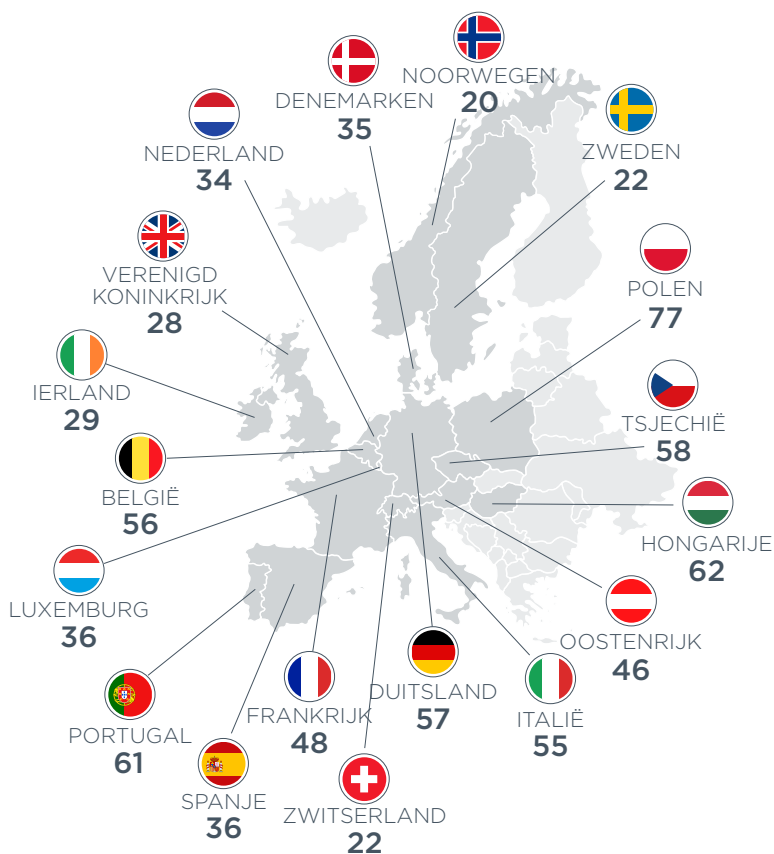 NOORWEGEN
20
DENEMARKEN
35
ZWEDEN
22
NEDERLAND
34
VERENIGD
KONINKRIJK
28
POLEN
77
IERLAND
29
TSJECHIË
58
BELGIË
56
HONGARIJE
62
LUXEMBURG
36
OOSTENRIJK
46
DUITSLAND
57
FRANKRIJK
48
ITALIË
55
PORTUGAL
61
SPANJE
36
ZWITSERLAND
22